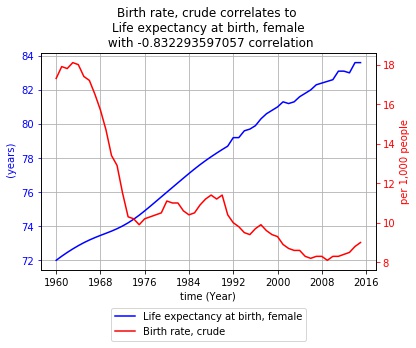 Birth rate, crude correlates to
Life expectancy at birth, female
with -0.832293597057 correlation
84
82
80
78
76
74
72
(years)
18
16
14
12
10
8
per 1,000 people
1960 1968 1976 1984 1992 2000 2008 2016
time (Year)
Life expectancy at birth, female
Birth rate, crude